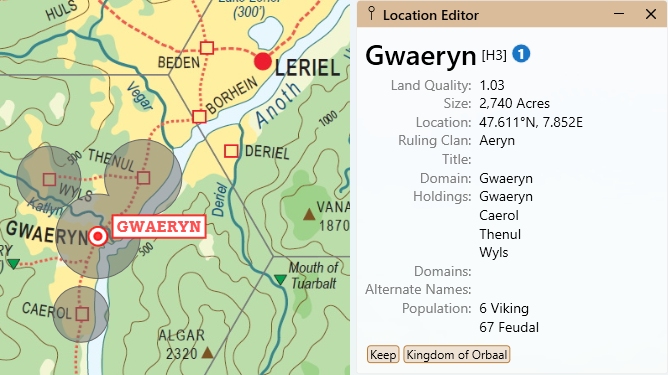 HULS
Lake Lenel
(300')
BEDEN
LERIEL
Vegar
BORHEIN
Anoth
1000
500
THENUL
DERIEL
WYLS
Katlyn
Deriel
VANA
1870
GWAERYN
GWAERYN
500
RY
Mouth of
Tuarbalt
CAEROL
ALGAR
2320
Location Editor
Gwaeryn [H3] 1
Land Quality: 1.03
Size: 2,740 Acres
Location: 47.611°N, 7.852E
Ruling Clan: Aeryn
Title:
Domain: Gwaeryn
Holdings: Gwaeryn
Caerol
Thenul
Wyls
Domains:
Alternate Names:
Population: 6 Viking
67 Feudal
Keep Kingdom of Orbaal